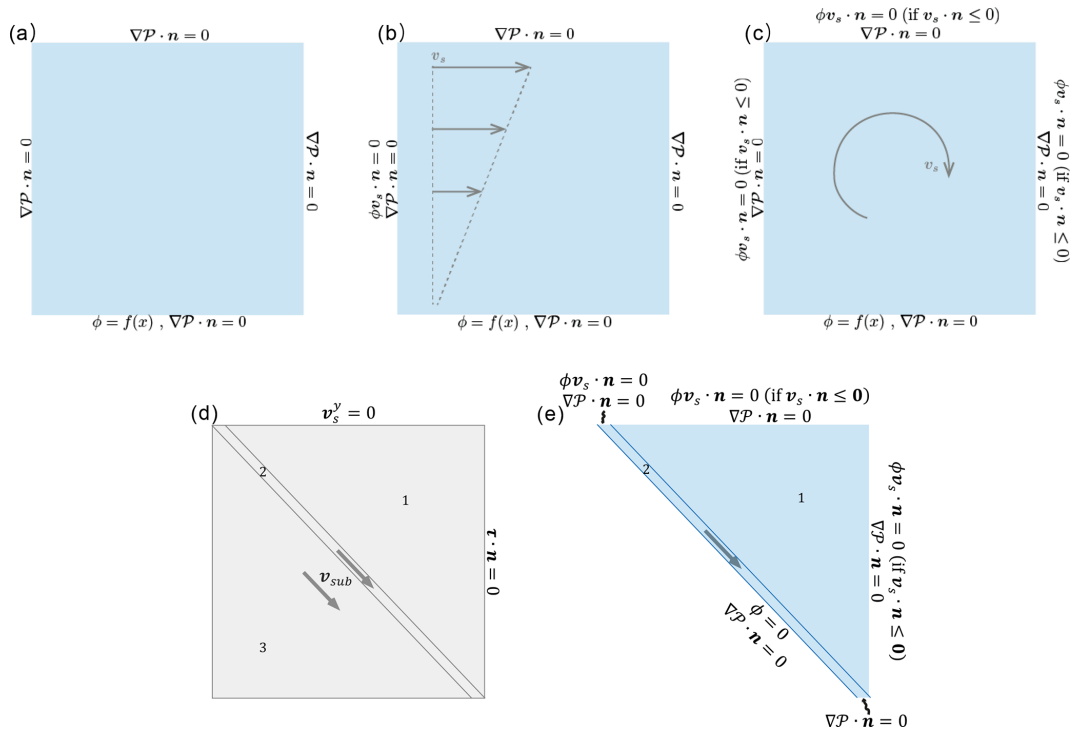 (a)
∇𝒫 · n = 0
∇𝒫 · n = 0
∇𝒫 · n = 0
ϕ = f(x) , ∇𝒫 · n = 0
(b)
∇𝒫 · n = 0
v_s
ϕv_s · n = 0
∇𝒫 · n = 0
∇𝒫 · n = 0
ϕ = f(x) , ∇𝒫 · n = 0
(c)
ϕv_s · n = 0 (if v_s · n ≤ 0)
∇𝒫 · n = 0
ϕv_s · n = 0 (if v_s · n ≤ 0)
∇𝒫 · n = 0
v_s
∇𝒫 · n = 0
ϕv_s · n = 0 (if v_s · n ≤ 0)
ϕ = f(x) , ∇𝒫 · n = 0
(d)
v_s^y = 0
2
1
v_sub
τ · n = 0
3
(e)
ϕv_s · n = 0
∇𝒫 · n = 0
ϕv_s · n = 0 (if v_s · n ≤ 0)
∇𝒫 · n = 0
2
1
ϕv_s · n = 0 (if v_s · n ≤ 0)
∇𝒫 · n = 0
ϕ = 0
∇𝒫 · n = 0
∇𝒫 · n = 0